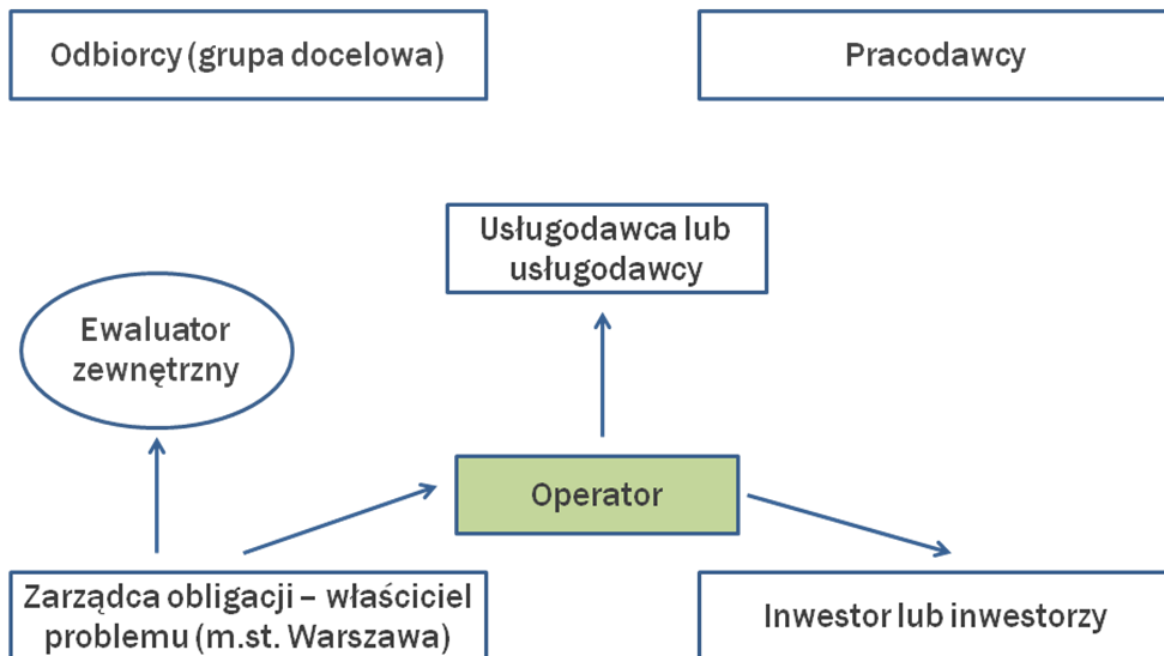 Odbiorcy (grupa docelowa)
Pracodawcy
Usługodawca lub
usługodawcy
Ewaluator
zewnętrzny
Operator
Zarządca obligacji – właściciel
problemu (m.st. Warszawa)
Inwestor lub inwestorzy